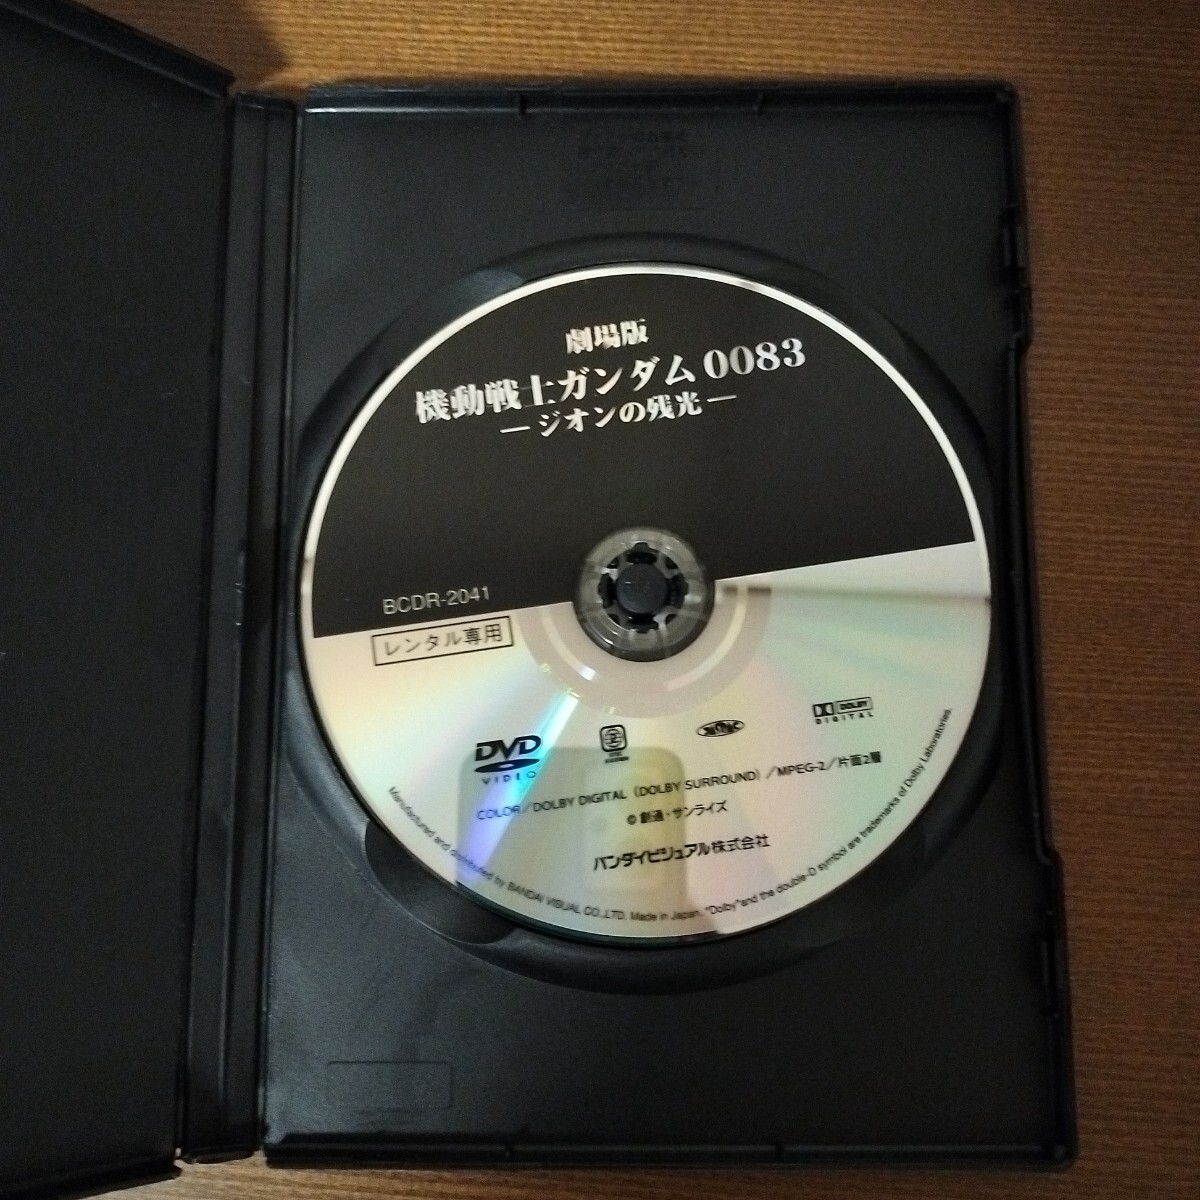 劇場版
機動戦士ガンダム0083
―ジオンの残光―
BCDR-2041
レンタル専用
DVD
VIDEO
DOLBY
DIGITAL
COLOR／DOLBY DIGITAL（DOLBY SURROUND）／MPEG-2／片面2層
© 創通・サンライズ
バンダイビジュアル株式会社
Manufactured and distributed by BANDAI VISUAL CO.,LTD. Made in Japan. "Dolby"and the double-D symbol are trademarks of Dolby Laboratories.